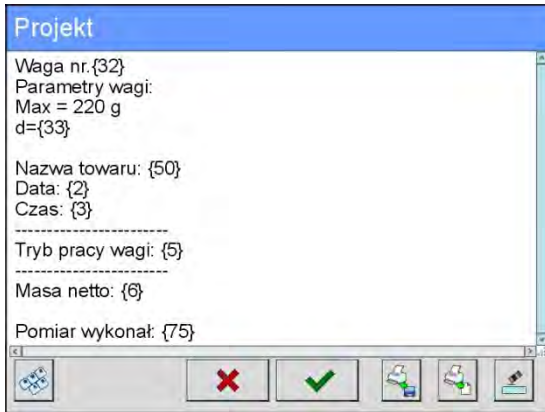 Projekt
Waga nr.{32}
Parametry wagi:
Max = 220 g
d={33}
Nazwa towaru: {50}
Data: {2}
Czas: {3}
-----------------------
Tryb pracy wagi: {5}
-----------------------
Masa netto: {6}
Pomiar wykonał: {75}